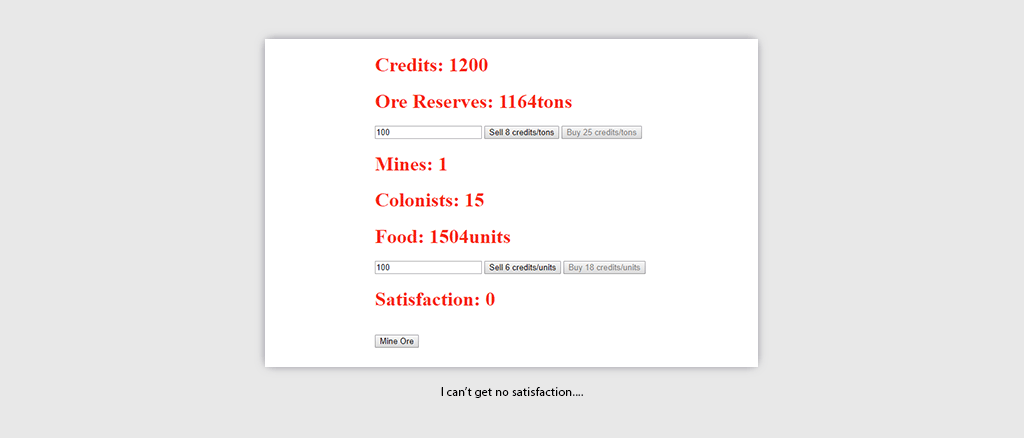 Credits: 1200
Ore Reserves: 1164tons
100 Sell 8 credits/tons Buy 25 credits/tons
Mines: 1
Colonists: 15
Food: 1504units
100 Sell 6 credits/units Buy 18 credits/units
Satisfaction: 0
Mine Ore
I can’t get no satisfaction....